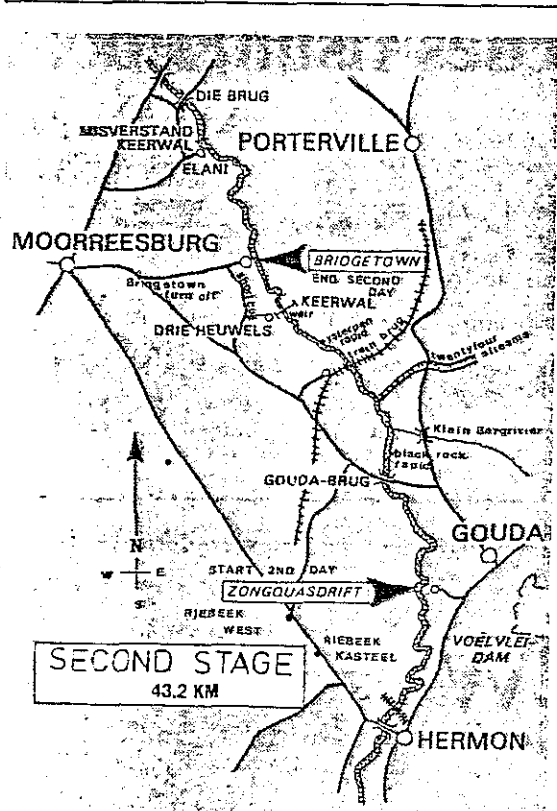 DIE BRUG
MISVERSTAND
KEERWAL
PORTERVILLE
ELANI
MOORREESBURG
BRIDGETOWN
END SECOND
DAY
Bridgetown
turn off
KEERWAL
weir
DRIE HEUWELS
rapid
train brug
twentyfour
streams
Klein Bergrivier
black rock
rapid
GOUDA-BRUG
GOUDA
N
W E
S
START 2ND DAY
ZONGQUASDRIFT
RIEBEEK
WEST
RIEBEEK
KASTEEL
VOELVLEI-
DAM
SECOND STAGE
43.2 KM
HERMON